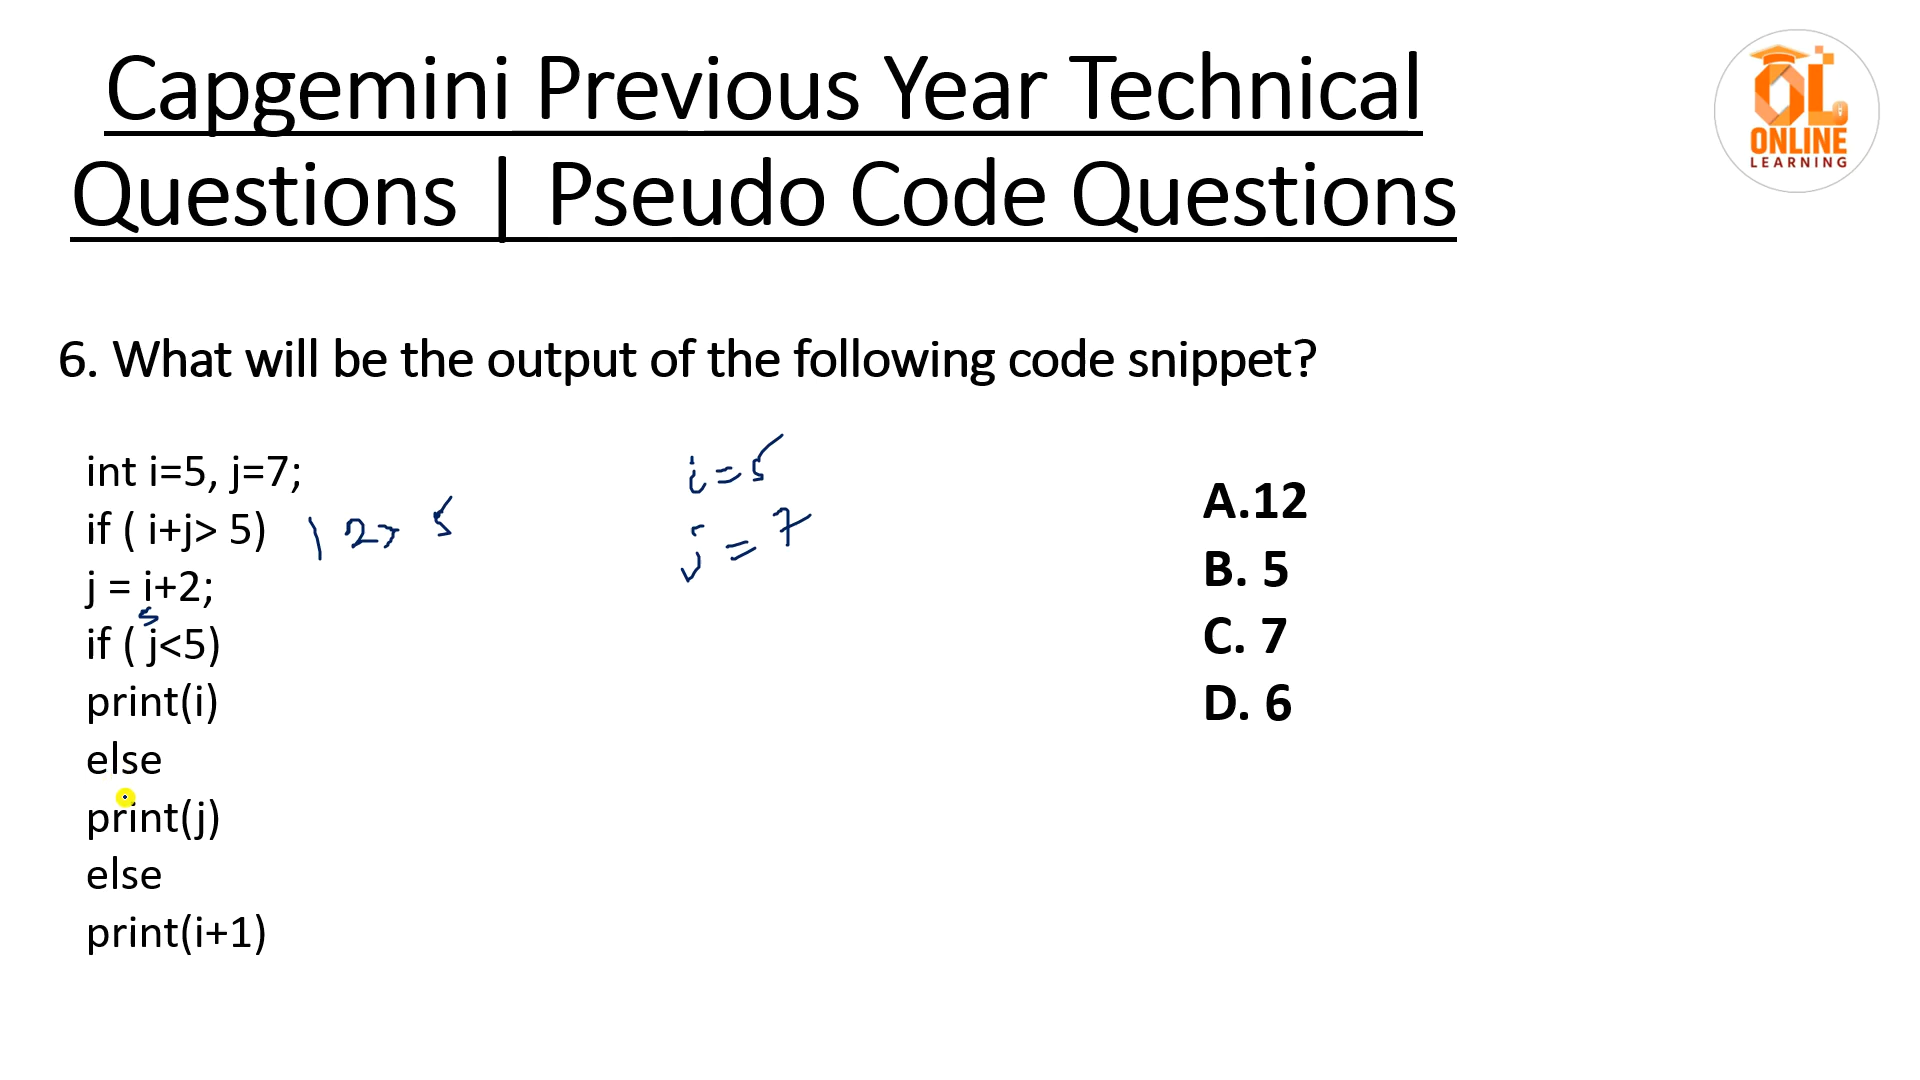 Capgemini Previous Year Technical
Questions | Pseudo Code Questions
OL
ONLINE
LEARNING
6. What will be the output of the following code snippet?
int i=5, j=7;
if ( i+j> 5)
12> 5
j = i+2;
5
if ( j<5)
print(i)
else
print(j)
else
print(i+1)
i=5
j=7
A.12
B. 5
C. 7
D. 6